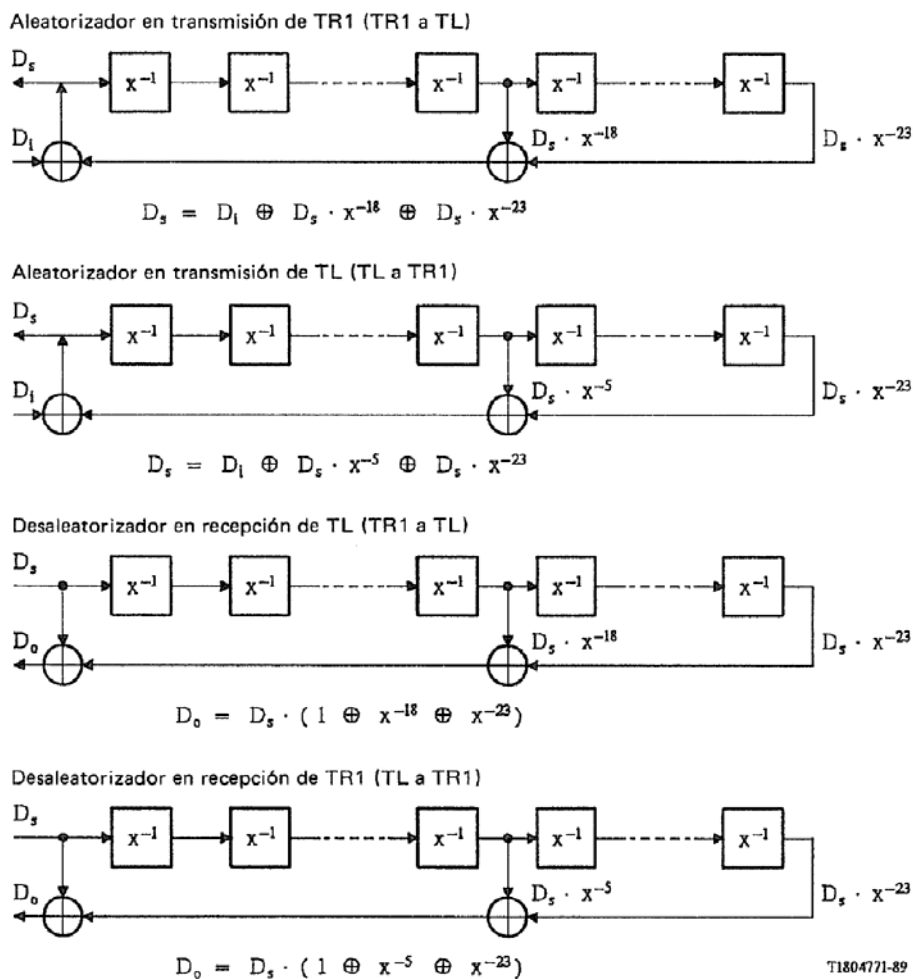 Aleatorizador en transmisión de TR1 (TR1 a TL)
Dₛ
x⁻¹ x⁻¹ x⁻¹ x⁻¹ x⁻¹
Dᵢ Dₛ · x⁻¹⁸ Dₛ · x⁻²³
Dₛ = Dᵢ ⊕ Dₛ · x⁻¹⁸ ⊕ Dₛ · x⁻²³
Aleatorizador en transmisión de TL (TL a TR1)
Dₛ
x⁻¹ x⁻¹ x⁻¹ x⁻¹ x⁻¹
Dᵢ Dₛ · x⁻⁵ Dₛ · x⁻²³
Dₛ = Dᵢ ⊕ Dₛ · x⁻⁵ ⊕ Dₛ · x⁻²³
Desaleatorizador en recepción de TL (TR1 a TL)
Dₛ
x⁻¹ x⁻¹ x⁻¹ x⁻¹ x⁻¹
Dₒ Dₛ · x⁻¹⁸ Dₛ · x⁻²³
Dₒ = Dₛ · ( 1 ⊕ x⁻¹⁸ ⊕ x⁻²³)
Desaleatorizador en recepción de TR1 (TL a TR1)
Dₛ
x⁻¹ x⁻¹ x⁻¹ x⁻¹ x⁻¹
Dₒ Dₛ · x⁻⁵ Dₛ · x⁻²³
Dₒ = Dₛ · ( 1 ⊕ x⁻⁵ ⊕ x⁻²³)
T1804771-89